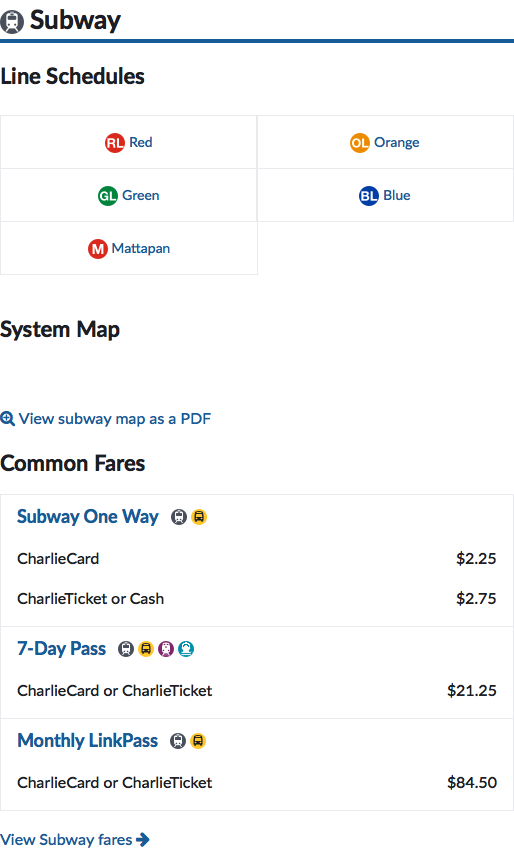 Subway
Line Schedules
RL Red
OL Orange
GL Green
BL Blue
M Mattapan
System Map
View subway map as a PDF
Common Fares
Subway One Way
CharlieCard $2.25
CharlieTicket or Cash $2.75
7-Day Pass
CharlieCard or CharlieTicket $21.25
Monthly LinkPass
CharlieCard or CharlieTicket $84.50
View Subway fares